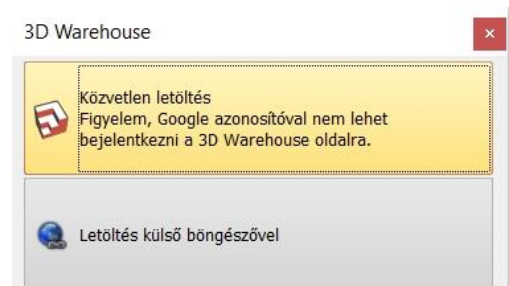 3D Warehouse
Közvetlen letöltés
Figyelem, Google azonosítóval nem lehet
bejelentkezni a 3D Warehouse oldalra.
Letöltés külső böngészővel